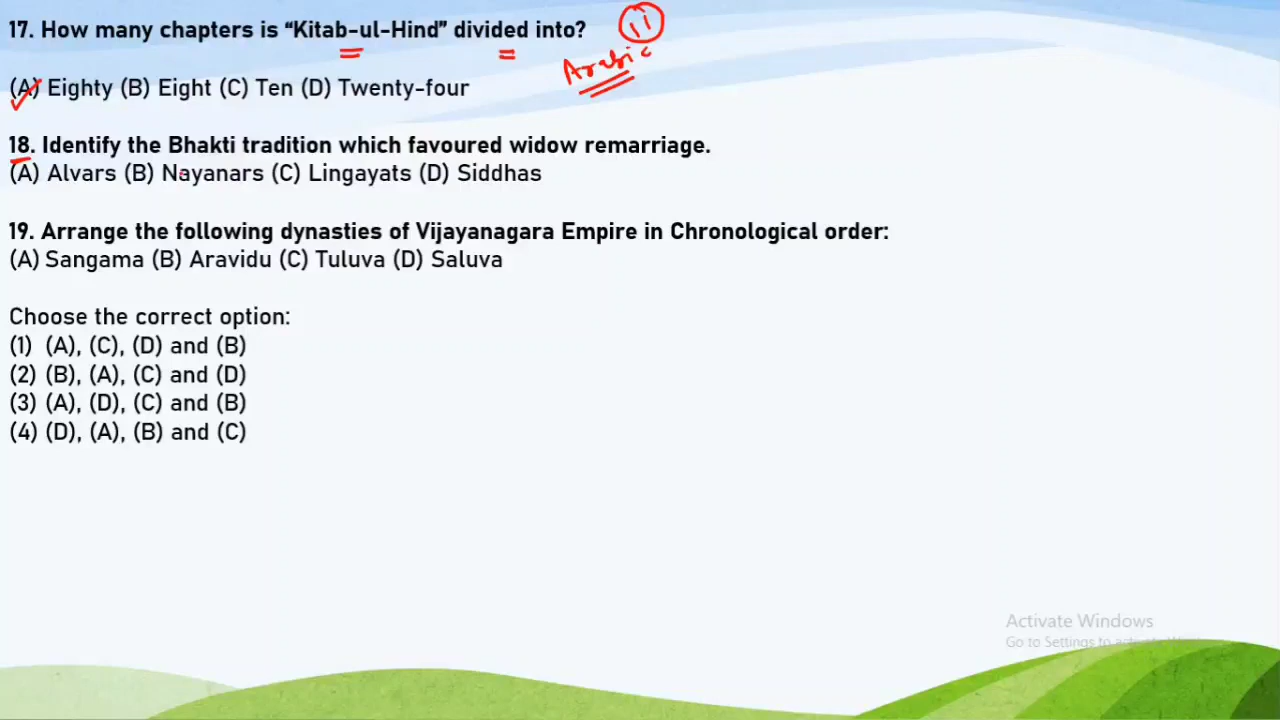 17. How many chapters is “Kitab-ul-Hind” divided into? 11
Arabic
(A) Eighty (B) Eight (C) Ten (D) Twenty-four
18. Identify the Bhakti tradition which favoured widow remarriage.
(A) Alvars (B) Nayanars (C) Lingayats (D) Siddhas
19. Arrange the following dynasties of Vijayanagara Empire in Chronological order:
(A) Sangama (B) Aravidu (C) Tuluva (D) Saluva
Choose the correct option:
(1) (A), (C), (D) and (B)
(2) (B), (A), (C) and (D)
(3) (A), (D), (C) and (B)
(4) (D), (A), (B) and (C)
Activate Windows
Go to Settings to activate